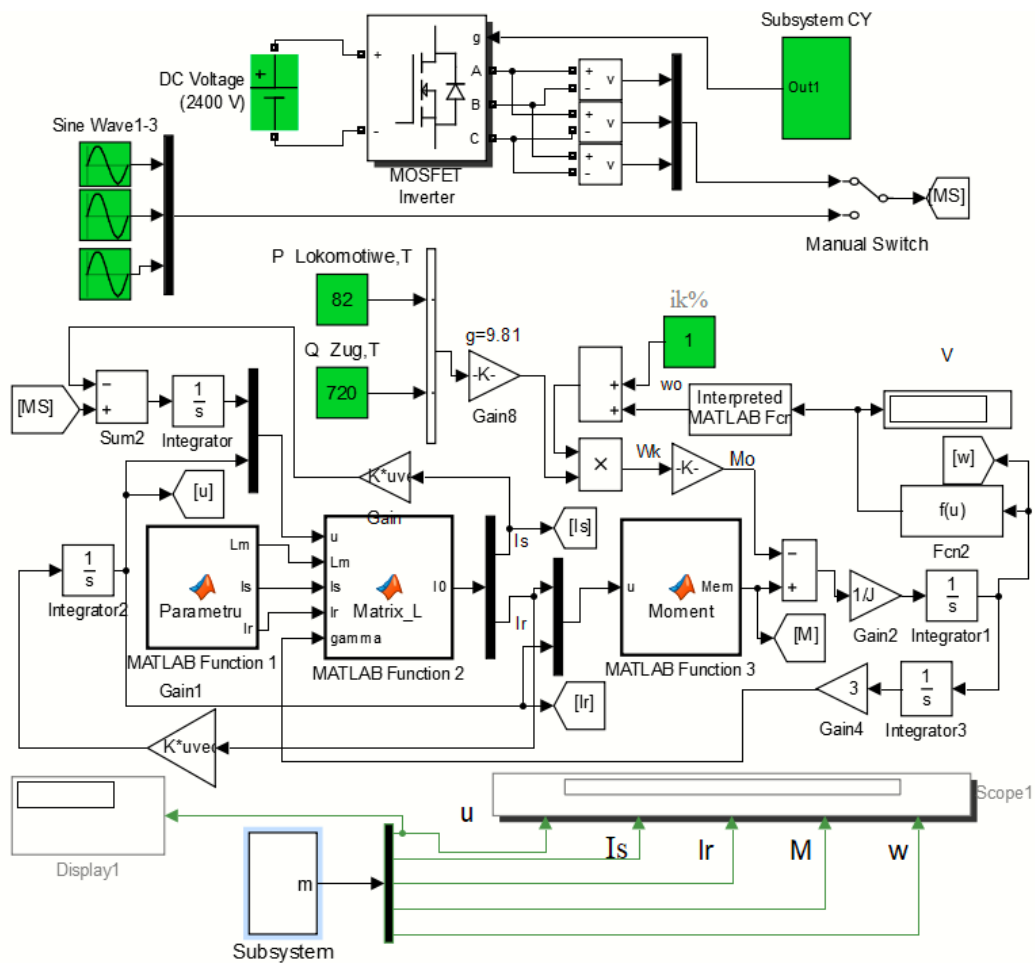 Subsystem CY
DC Voltage
(2400 V)
+
+
-
g
A
B
C
MOSFET
Inverter
+
-
v
+
-
v
+
-
v
Out1
Sine Wave1-3
[MS]
Manual Switch
P Lokomotiwe,T
82
Q Zug,T
720
g=9.81
-K-
Gain8
ik%
1
wo
+
+
Interpreted
MATLAB Fcn
V
[MS]
−
+
Sum2
1
s
Integrator
[u]
K*uve
Gain
×
Wk
-K-
Mo
[w]
f(u)
Fcn2
1
s
Integrator2
Lm
Is
Ir
Parametru
MATLAB Function 1
u
Lm
Is
Ir
gamma
I0
Matrix_L
MATLAB Function 2
Is
Ir
[Is]
u
Mem
Moment
MATLAB Function 3
−
+
1/J
Gain2
1
s
Integrator1
[M]
[Ir]
3
Gain4
1
s
Integrator3
Gain1
K*uve
Display1
u
Is
Ir
M
w
Scope1
m
Subsystem